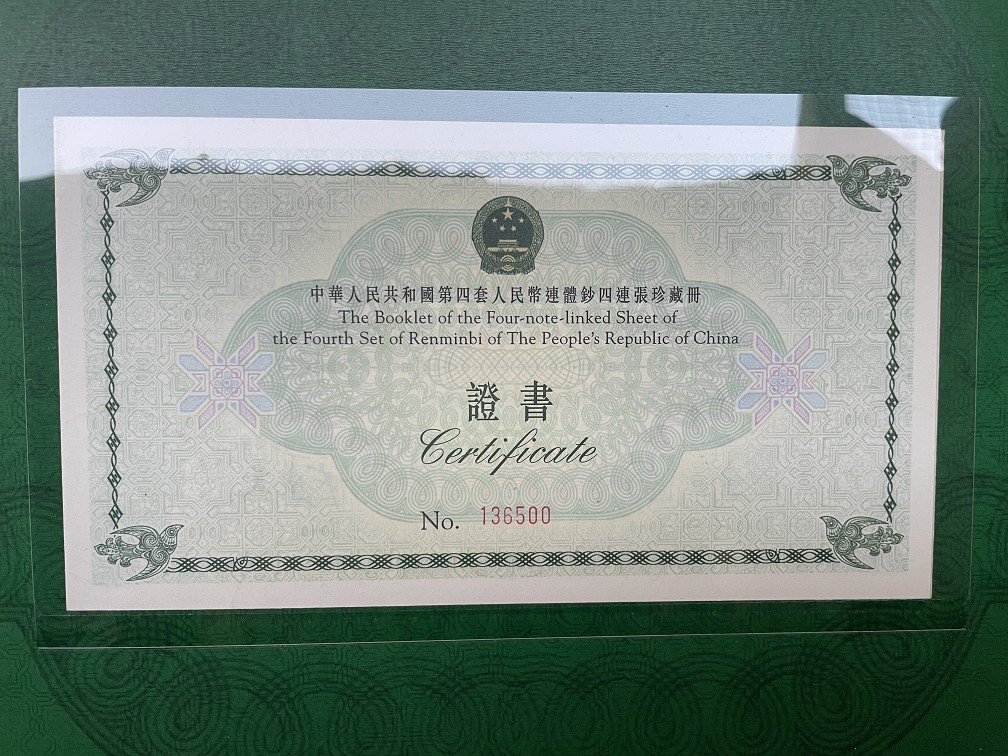 中華人民共和國第四套人民幣連體鈔四連張珍藏冊
The Booklet of the Four-note-linked Sheet of
the Fourth Set of Renminbi of The People's Republic of China
證書
Certificate
No. 136500